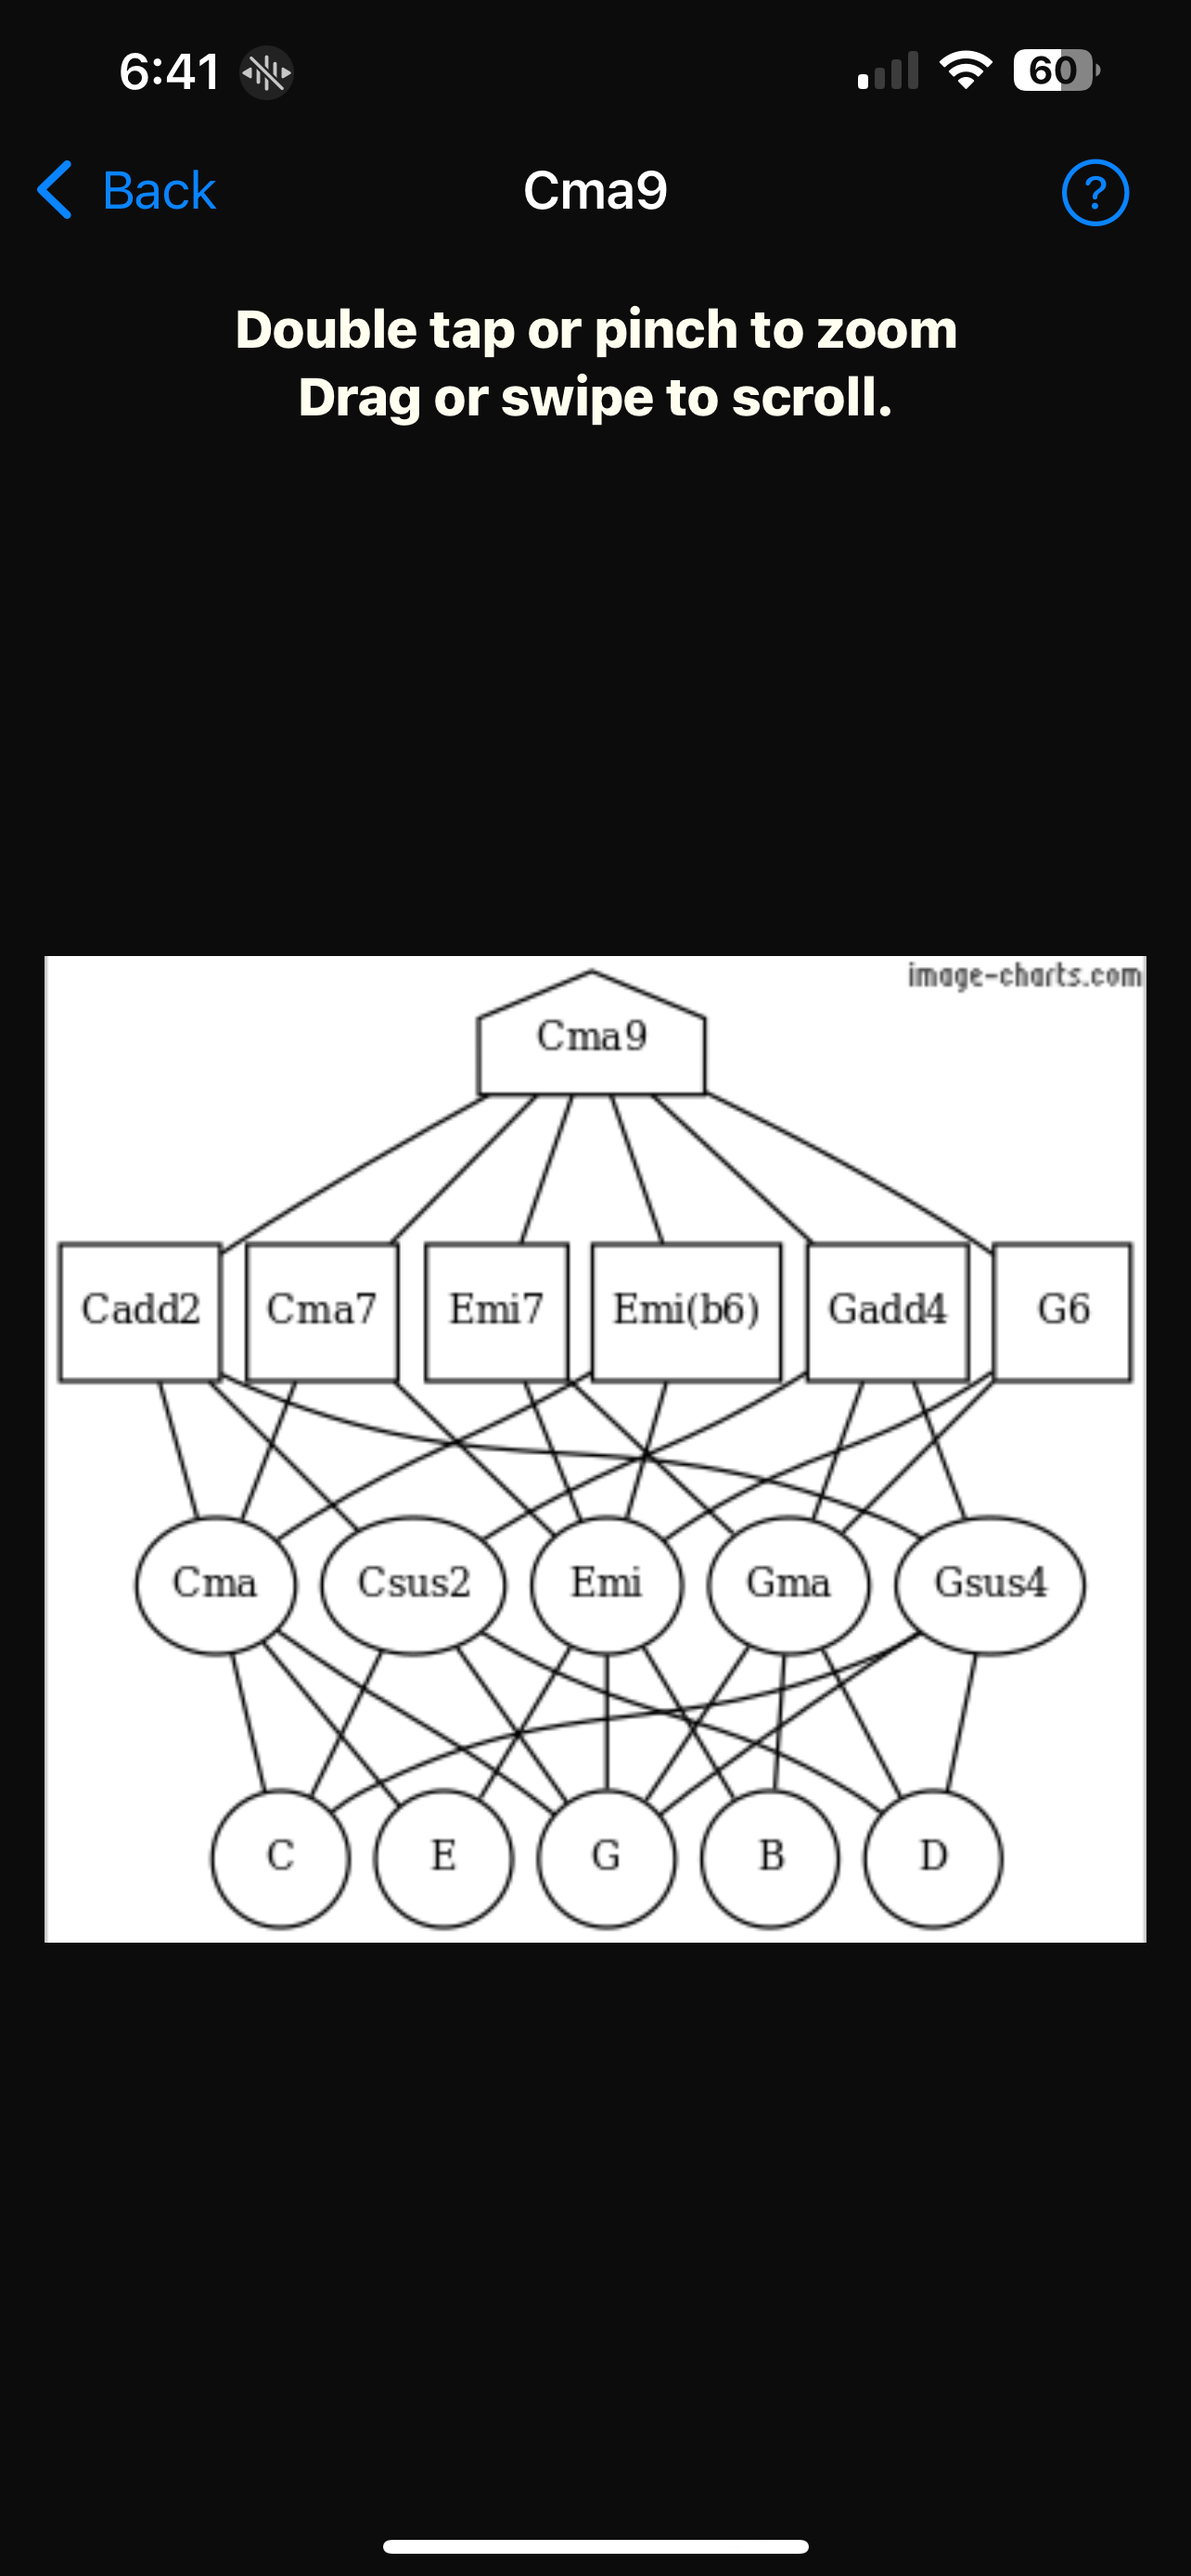 6:41
60
Back
Cma9
?
Double tap or pinch to zoom
Drag or swipe to scroll.
image-charts.com
Cma9
Cadd2 Cma7 Emi7 Emi(b6) Gadd4 G6
Cma Csus2 Emi Gma Gsus4
C E G B D